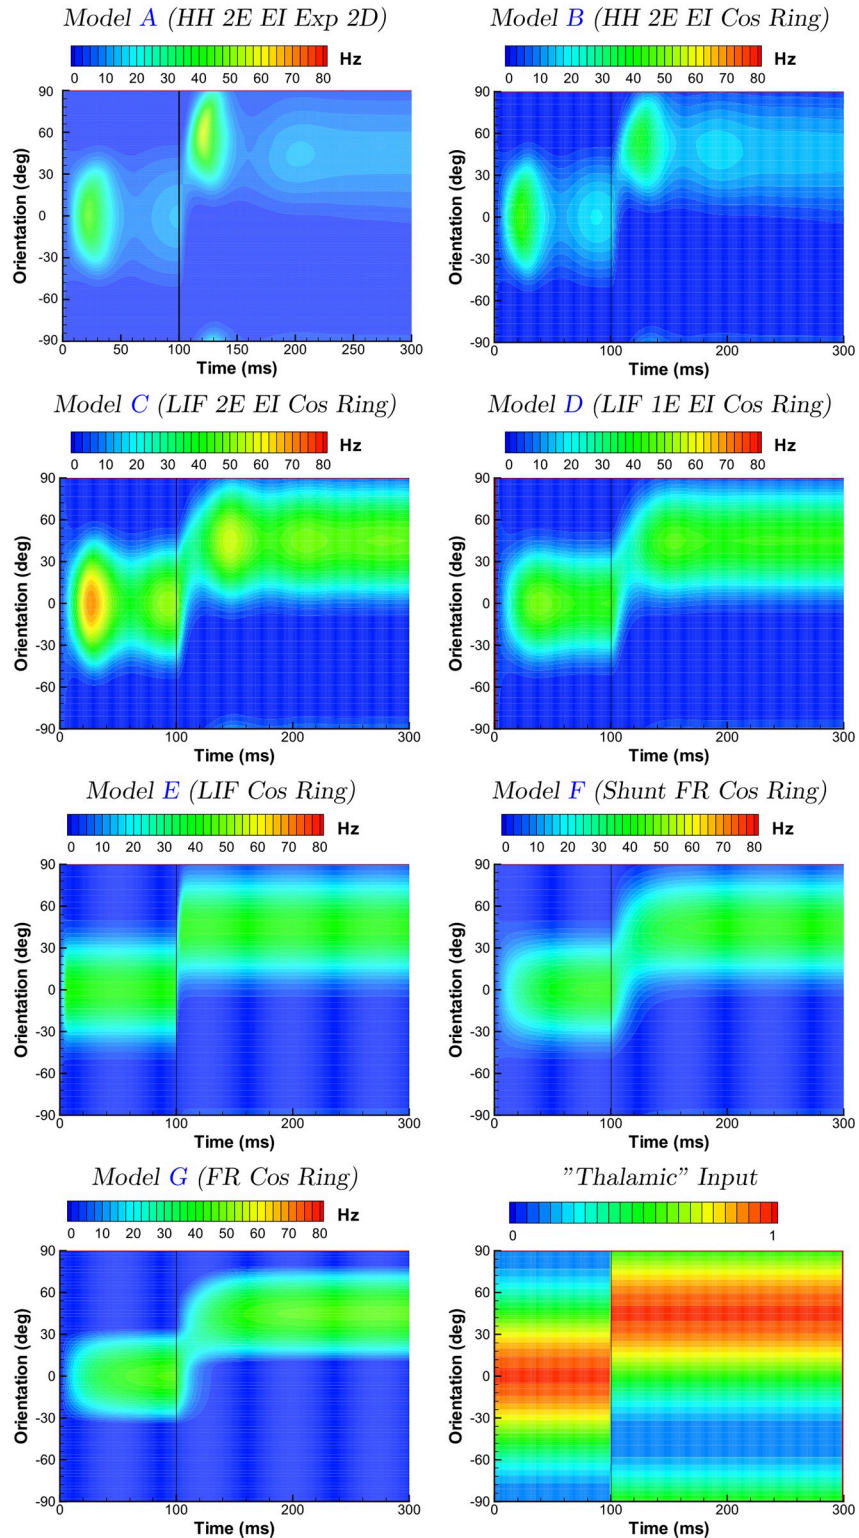 Model A (HH 2E EI Exp 2D)
Hz
0 10 20 30 40 50 60 70 80
Orientation (deg)
90
60
30
0
-30
-60
-90
0 50 100 150 200 250 300
Time (ms)
Model B (HH 2E EI Cos Ring)
Hz
0 10 20 30 40 50 60 70 80
Orientation (deg)
90
60
30
0
-30
-60
-90
0 100 200 300
Time (ms)
Model C (LIF 2E EI Cos Ring)
Hz
0 10 20 30 40 50 60 70 80
Orientation (deg)
90
60
30
0
-30
-60
-90
0 100 200 300
Time (ms)
Model D (LIF 1E EI Cos Ring)
Hz
0 10 20 30 40 50 60 70 80
Orientation (deg)
90
60
30
0
-30
-60
-90
0 100 200 300
Time (ms)
Model E (LIF Cos Ring)
Hz
0 10 20 30 40 50 60 70 80
Orientation (deg)
90
60
30
0
-30
-60
-90
0 100 200 300
Time (ms)
Model F (Shunt FR Cos Ring)
Hz
0 10 20 30 40 50 60 70 80
Orientation (deg)
90
60
30
0
-30
-60
-90
0 100 200 300
Time (ms)
Model G (FR Cos Ring)
Hz
0 10 20 30 40 50 60 70 80
Orientation (deg)
90
60
30
0
-30
-60
-90
0 100 200 300
Time (ms)
"Thalamic" Input
0 1
Orientation (deg)
90
60
30
0
-30
-60
-90
0 100 200 300
Time (ms)